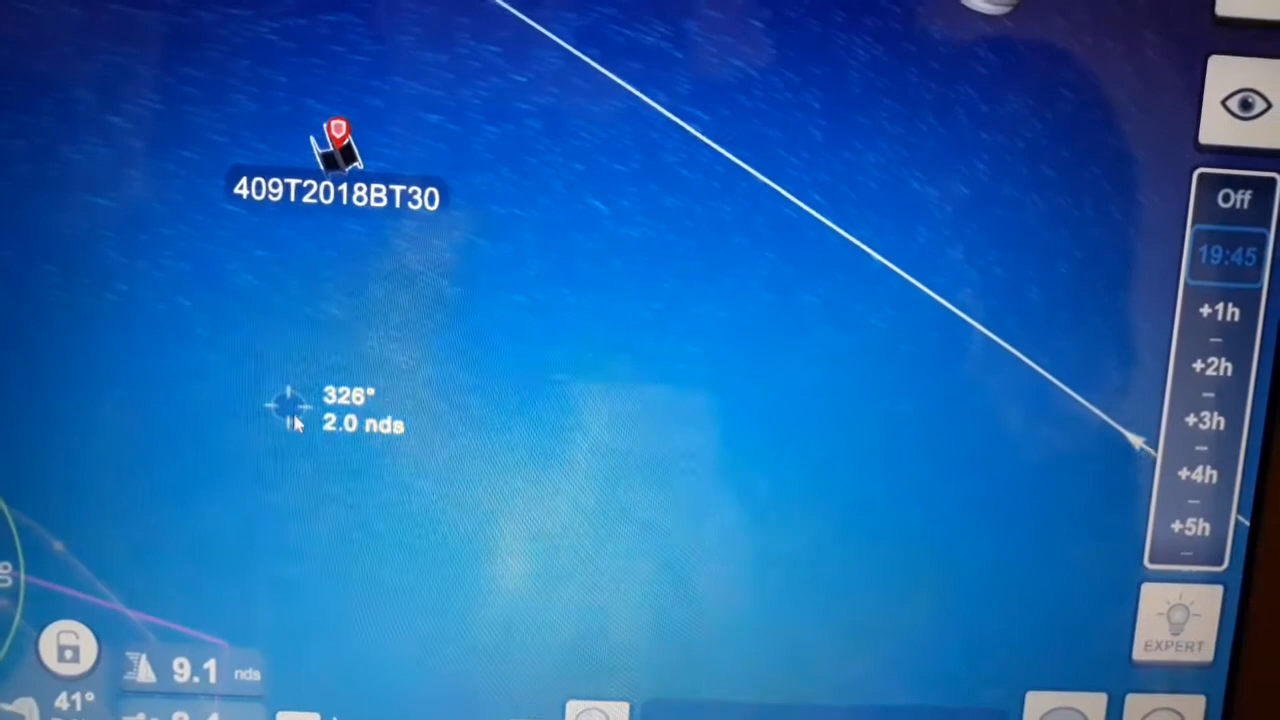 409T2018BT30
Off
19:45
+1h
+2h
+3h
+4h
+5h
326°
2.0 nds
EXPERT
9.1 nds
41°